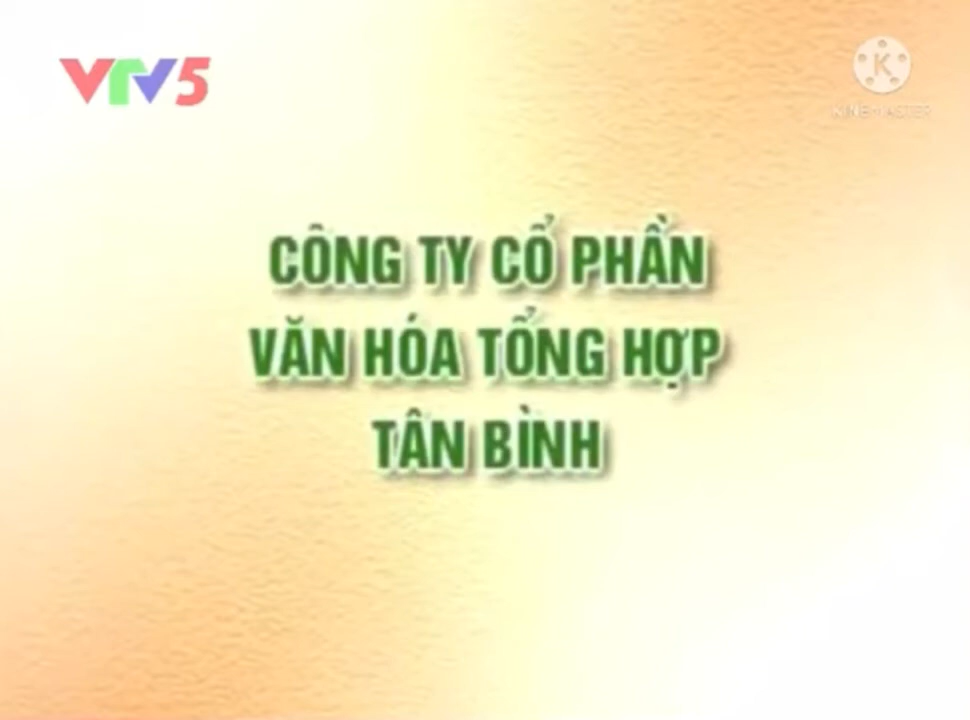 VTV5
K
KINEMASTER
CÔNG TY CỔ PHẦN
VĂN HÓA TỔNG HỢP
TÂN BÌNH